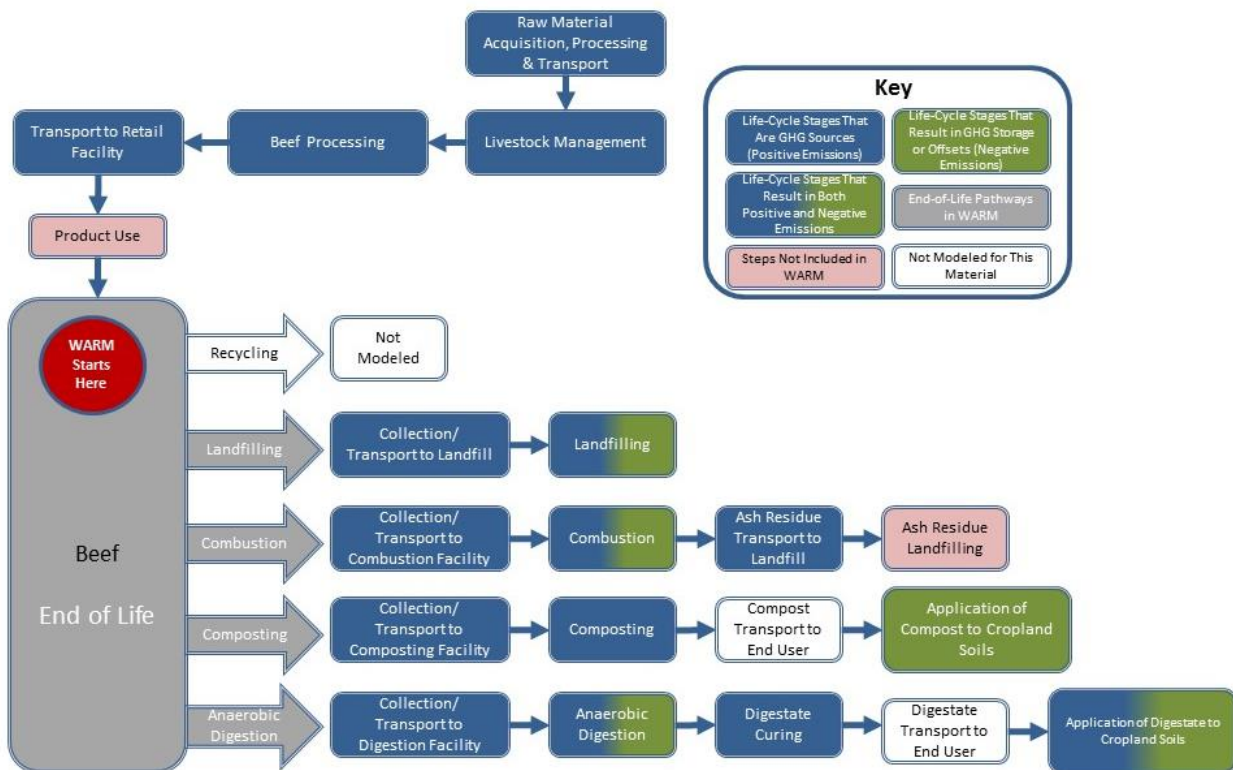 Raw Material
Acquisition, Processing
& Transport
Transport to Retail
Facility
Beef Processing
Livestock Management
Product Use
Key
Life-Cycle Stages That
Are GHG Sources
(Positive Emissions)
Life-Cycle Stages That
Result in GHG Storage
or Offsets (Negative
Emissions)
Life-Cycle Stages That
Result in Both
Positive and Negative
Emissions
End-of-Life Pathways
in WARM
Steps Not Included in
WARM
Not Modeled for This
Material
WARM
Starts
Here
Beef
End of Life
Recycling
Not
Modeled
Landfilling
Collection/
Transport to Landfill
Landfilling
Combustion
Collection/
Transport to
Combustion Facility
Combustion
Ash Residue
Transport to
Landfill
Ash Residue
Landfilling
Composting
Collection/
Transport to
Composting Facility
Composting
Compost
Transport to
End User
Application of
Compost to Cropland
Soils
Anaerobic
Digestion
Collection/
Transport to
Digestion Facility
Anaerobic
Digestion
Digestate
Curing
Digestate
Transport to
End User
Application of Digestate to
Cropland Soils